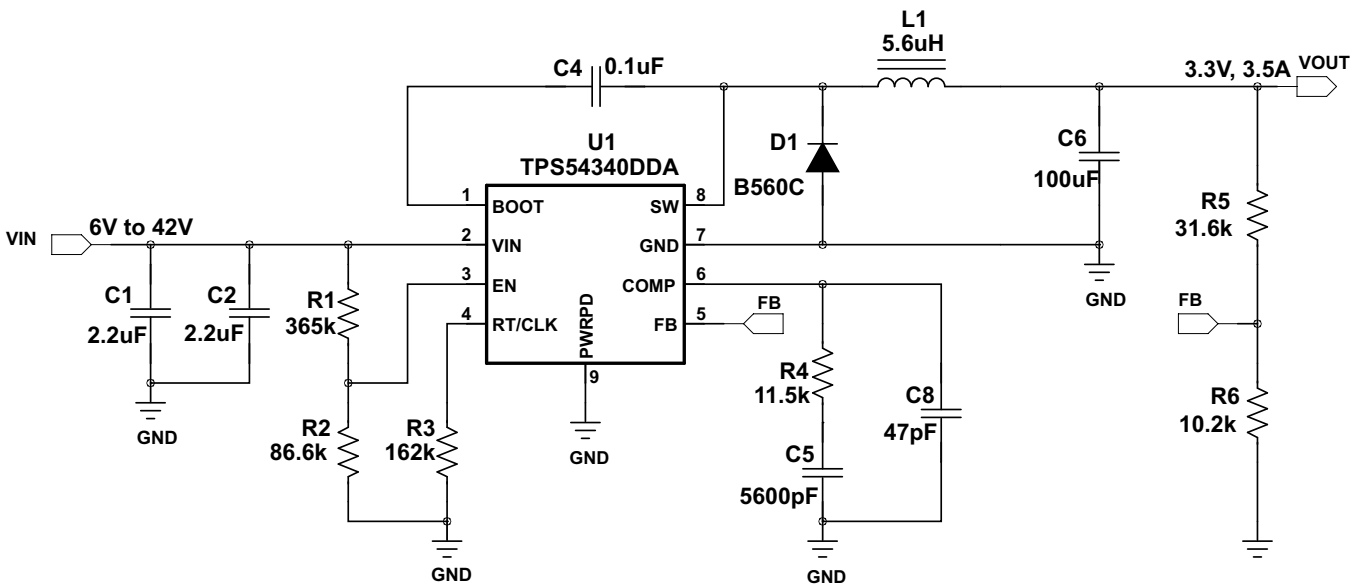 L1
5.6uH
C4
0.1uF
3.3V, 3.5A
VOUT
U1
TPS54340DDA
D1
B560C
C6
100uF
1
BOOT
SW
8
R5
31.6k
VIN
6V to 42V
2
VIN
GND
7
GND
3
EN
COMP
6
C1
2.2uF
C2
2.2uF
R1
365k
4
RT/CLK
FB
5
FB
FB
PWRPD
9
R4
11.5k
C8
47pF
R6
10.2k
GND
R2
86.6k
R3
162k
GND
C5
5600pF
GND
GND